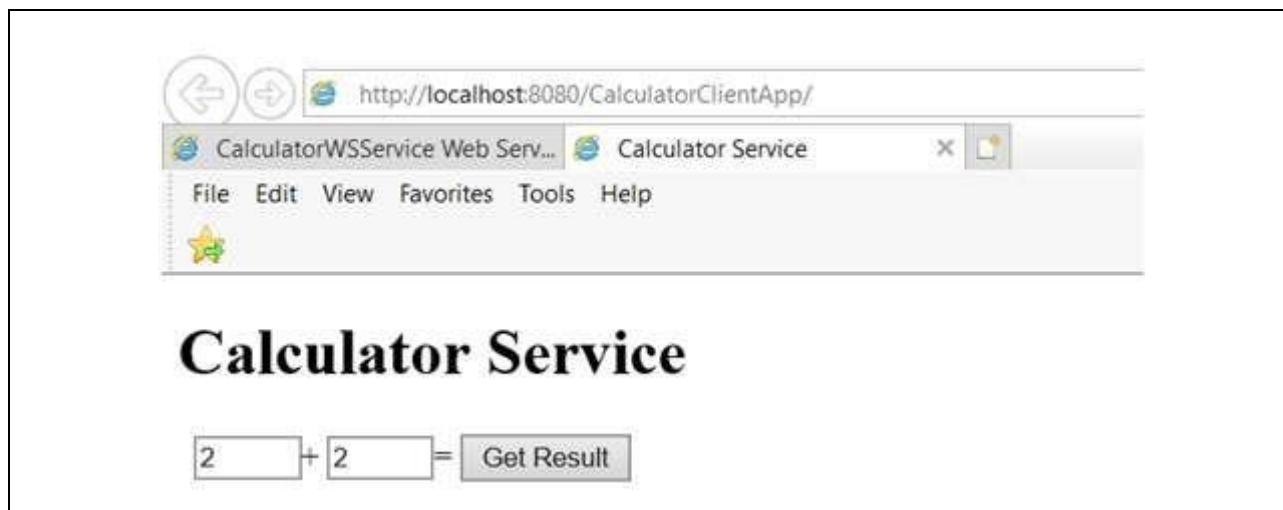 http://localhost:8080/CalculatorClientApp/
CalculatorWSService Web Serv... Calculator Service
File Edit View Favorites Tools Help
Calculator Service
2 + 2 = Get Result